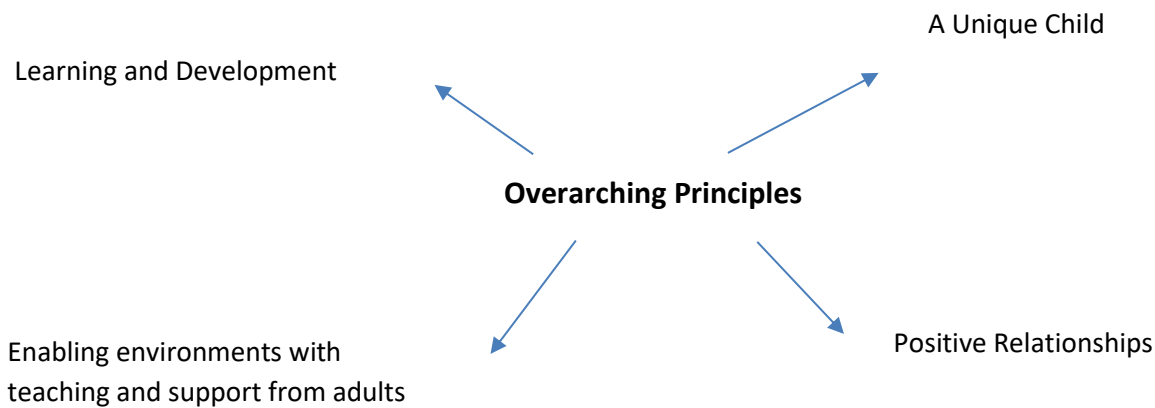 A Unique Child
Learning and Development
Overarching Principles
Enabling environments with
teaching and support from adults
Positive Relationships